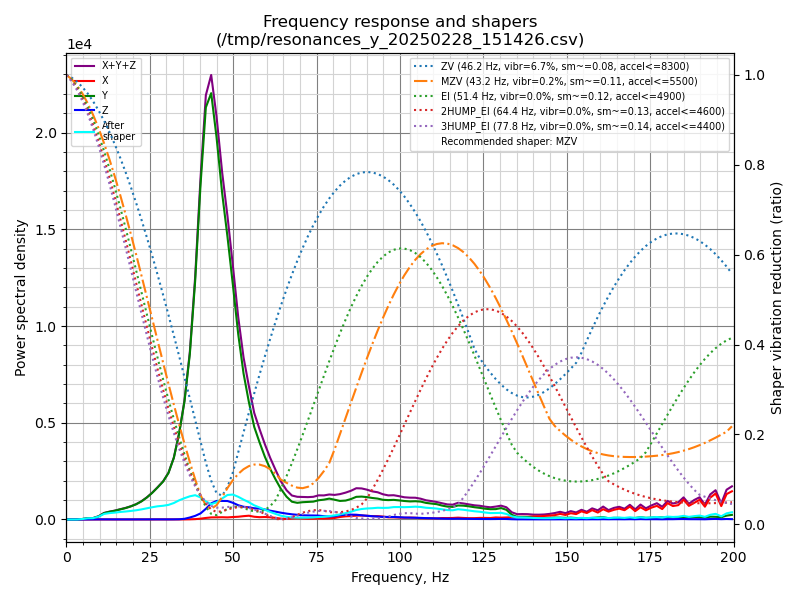 Frequency response and shapers
(/tmp/resonances_y_20250228_151426.csv)
1e4
X+Y+Z
X
Y
Z
After
shaper
ZV (46.2 Hz, vibr=6.7%, sm~=0.08, accel<=8300)
MZV (43.2 Hz, vibr=0.2%, sm~=0.11, accel<=5500)
EI (51.4 Hz, vibr=0.0%, sm~=0.12, accel<=4900)
2HUMP_EI (64.4 Hz, vibr=0.0%, sm~=0.13, accel<=4600)
3HUMP_EI (77.8 Hz, vibr=0.0%, sm~=0.14, accel<=4400)
Recommended shaper: MZV
Power spectral density
2.0
1.5
1.0
0.5
0.0
Shaper vibration reduction (ratio)
1.0
0.8
0.6
0.4
0.2
0.0
0 25 50 75 100 125 150 175 200
Frequency, Hz